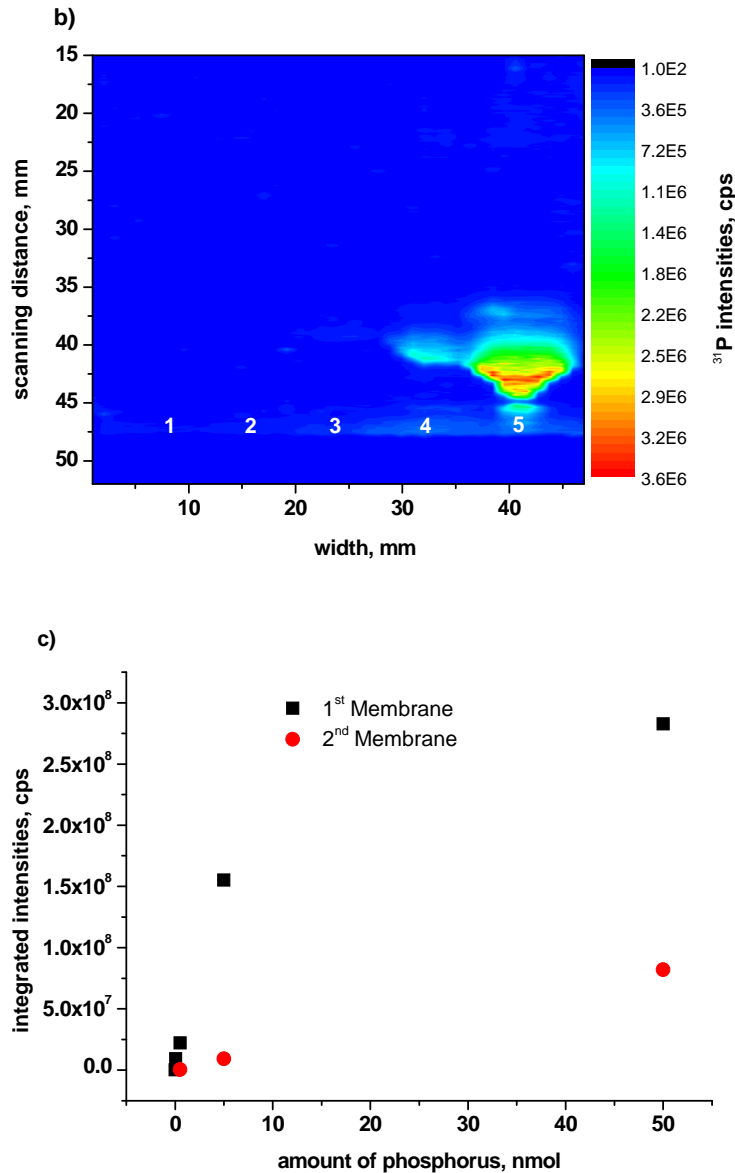 b)
15
20
25
30
35
40
45
50
scanning distance, mm
1 2 3 4 5
10 20 30 40
width, mm
1.0E2
3.6E5
7.2E5
1.1E6
1.4E6
1.8E6
2.2E6
2.5E6
2.9E6
3.2E6
3.6E6
³¹P intensities, cps
c)
3.0x10⁸
2.5x10⁸
2.0x10⁸
1.5x10⁸
1.0x10⁸
5.0x10⁷
0.0
integrated intensities, cps
1ˢᵗ Membrane
2ⁿᵈ Membrane
0 10 20 30 40 50
amount of phosphorus, nmol